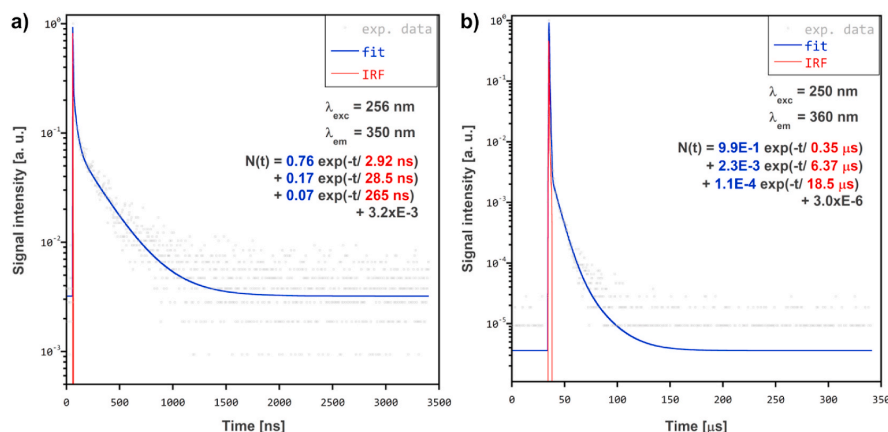 a)
10⁰
10⁻¹
10⁻²
10⁻³
Signal intensity [a. u.]
exp. data
fit
IRF
λexc = 256 nm
λem = 350 nm
N(t) = 0.76 exp(-t/ 2.92 ns)
+ 0.17 exp(-t/ 28.5 ns)
+ 0.07 exp(-t/ 265 ns)
+ 3.2xE-3
0 500 1000 1500 2000 2500 3000 3500
Time [ns]
b)
10⁰
10⁻¹
10⁻²
10⁻³
10⁻⁴
10⁻⁵
Signal intensity [a. u.]
exp. data
fit
IRF
λexc = 250 nm
λem = 360 nm
N(t) = 9.9E-1 exp(-t/ 0.35 μs)
+ 2.3E-3 exp(-t/ 6.37 μs)
+ 1.1E-4 exp(-t/ 18.5 μs)
+ 3.0xE-6
0 50 100 150 200 250 300 350
Time [μs]